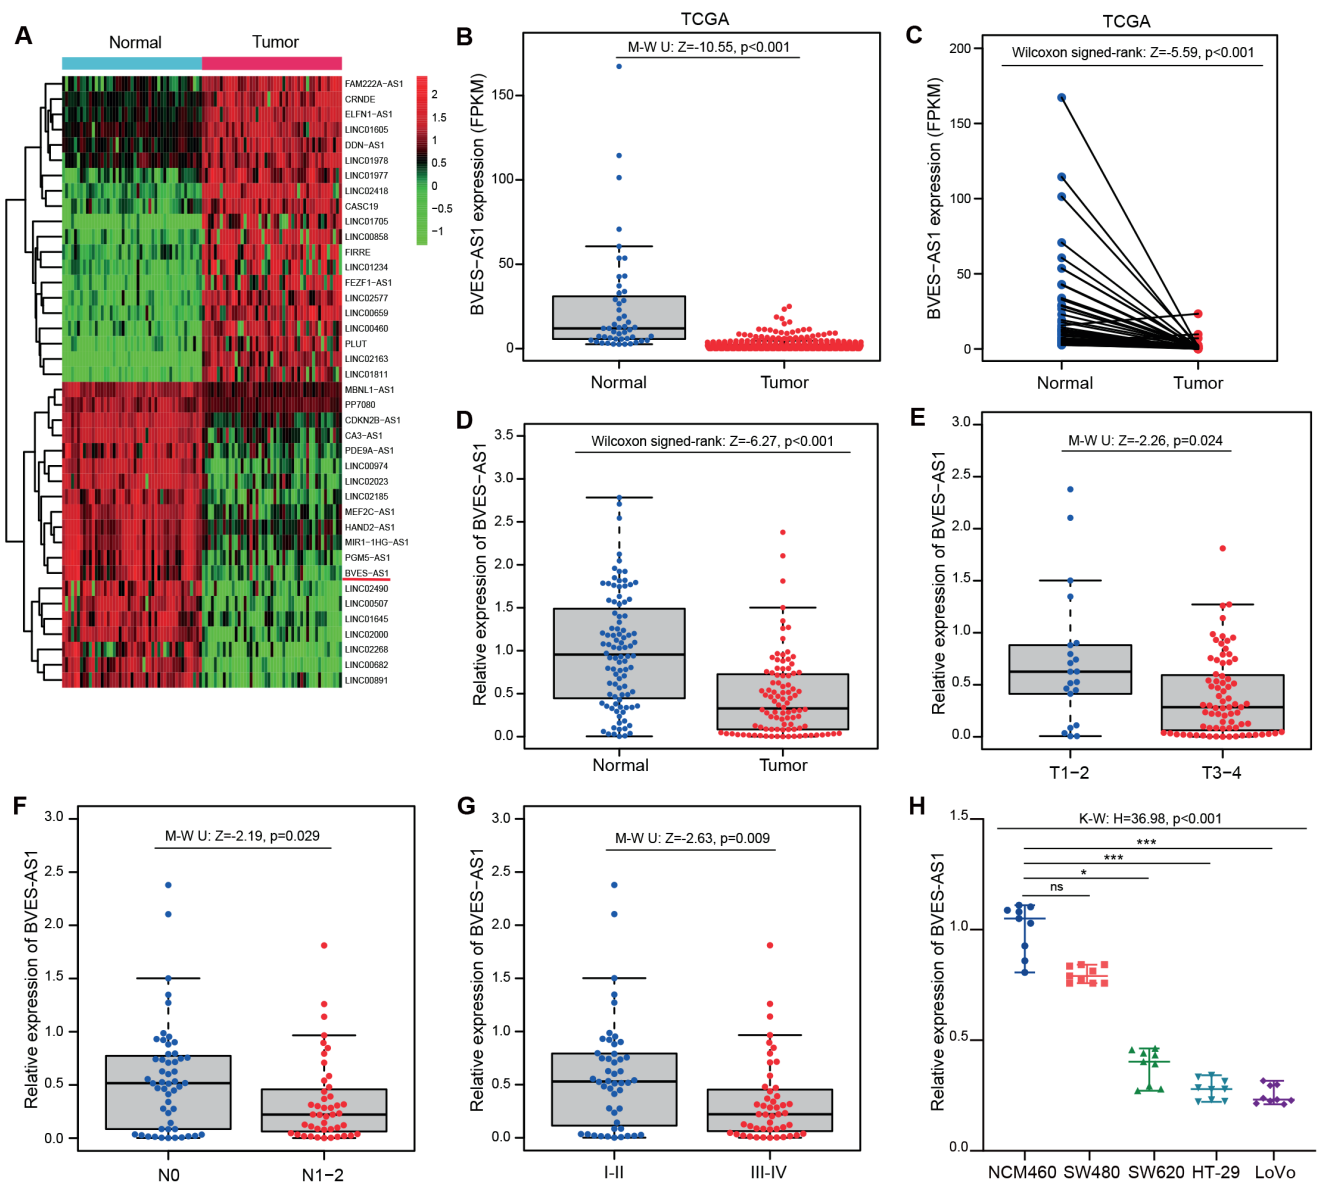 A
Normal Tumor
FAM222A-AS1
CRNDE
ELFN1-AS1
LINC01605
DDN-AS1
LINC01978
LINC01977
LINC02418
CASC19
LINC01705
LINC00858
FIRRE
LINC01234
FEZF1-AS1
LINC02577
LINC00659
LINC00460
PLUT
LINC02163
LINC01811
MBNL1-AS1
PP7080
CDKN2B-AS1
CA3-AS1
PDE9A-AS1
LINC00974
LINC02023
LINC02185
MEF2C-AS1
HAND2-AS1
MIR1-1HG-AS1
PGM5-AS1
BVES-AS1
LINC02490
LINC00507
LINC01645
LINC02000
LINC02268
LINC00682
LINC00891
2
1.5
1
0.5
0
−0.5
−1
B
TCGA
M-W U: Z=-10.55, p<0.001
BVES−AS1 expression (FPKM)
150
100
50
0
Normal Tumor
C
TCGA
Wilcoxon signed-rank: Z=-5.59, p<0.001
BVES−AS1 expression (FPKM)
200
150
100
50
0
Normal Tumor
D
Wilcoxon signed-rank: Z=-6.27, p<0.001
Relative expression of BVES−AS1
3.5
3.0
2.5
2.0
1.5
1.0
0.5
0.0
Normal Tumor
E
M-W U: Z=-2.26, p=0.024
Relative expression of BVES−AS1
3.0
2.5
2.0
1.5
1.0
0.5
0.0
T1−2 T3−4
F
M-W U: Z=-2.19, p=0.029
Relative expression of BVES-AS1
3.0
2.5
2.0
1.5
1.0
0.5
0.0
N0 N1−2
G
M-W U: Z=-2.63, p=0.009
Relative expression of BVES−AS1
3.0
2.5
2.0
1.5
1.0
0.5
0.0
I-II III-IV
H
K-W: H=36.98, p<0.001
***
***
*
ns
Relative expression of BVES-AS1
1.5
1.0
0.5
0.0
NCM460 SW480 SW620 HT-29 LoVo